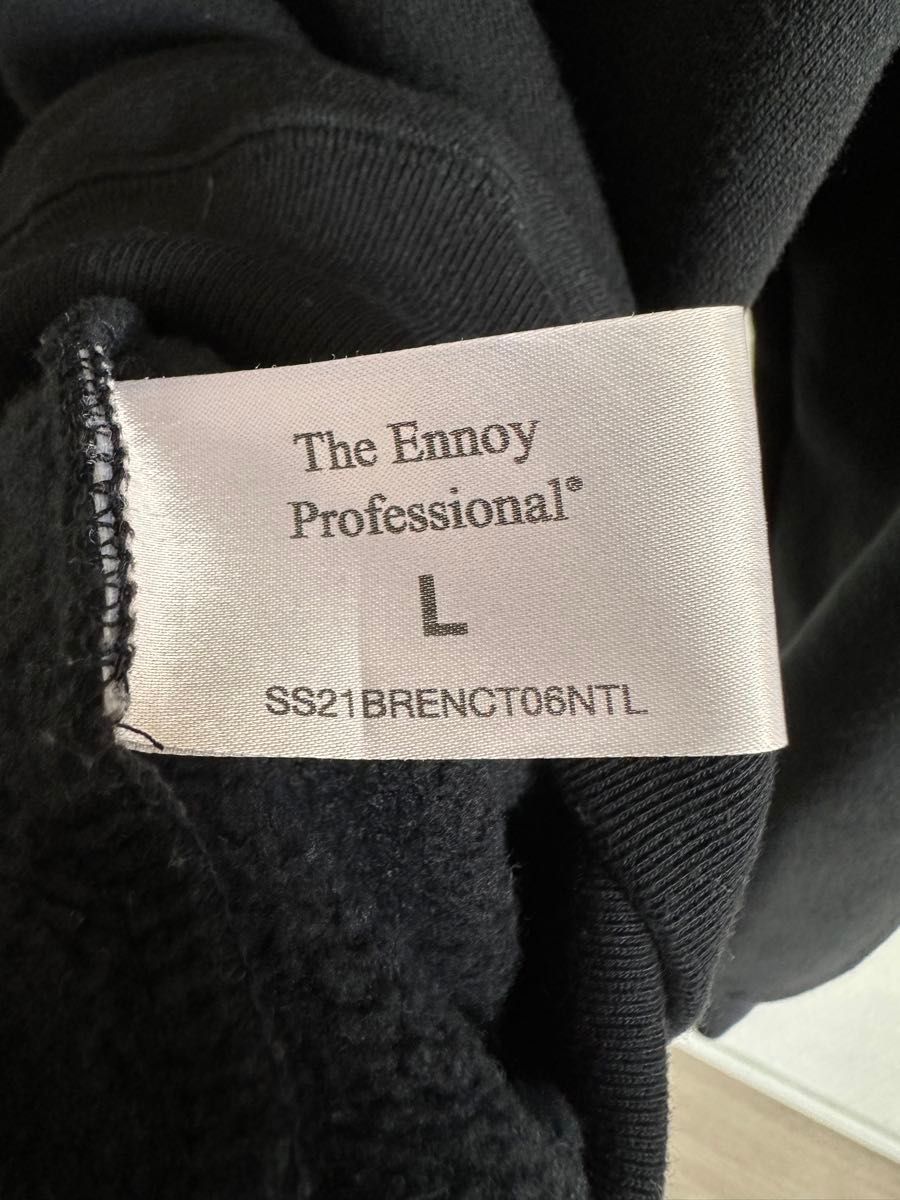 The Ennoy
Professional®
L
SS21BRENCT06NTL